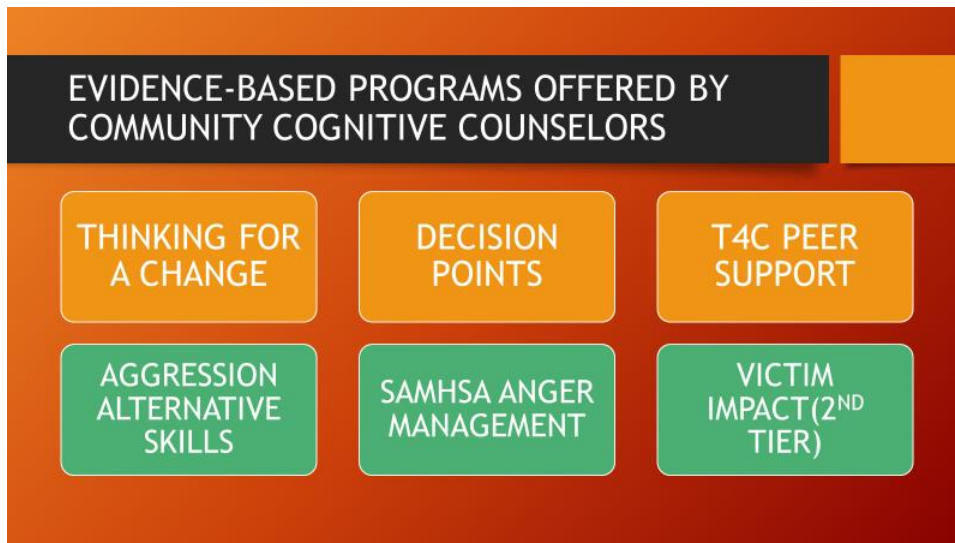 EVIDENCE-BASED PROGRAMS OFFERED BY
COMMUNITY COGNITIVE COUNSELORS
THINKING FOR
A CHANGE
DECISION
POINTS
T4C PEER
SUPPORT
AGGRESSION
ALTERNATIVE
SKILLS
SAMHSA ANGER
MANAGEMENT
VICTIM
IMPACT(2ND
TIER)